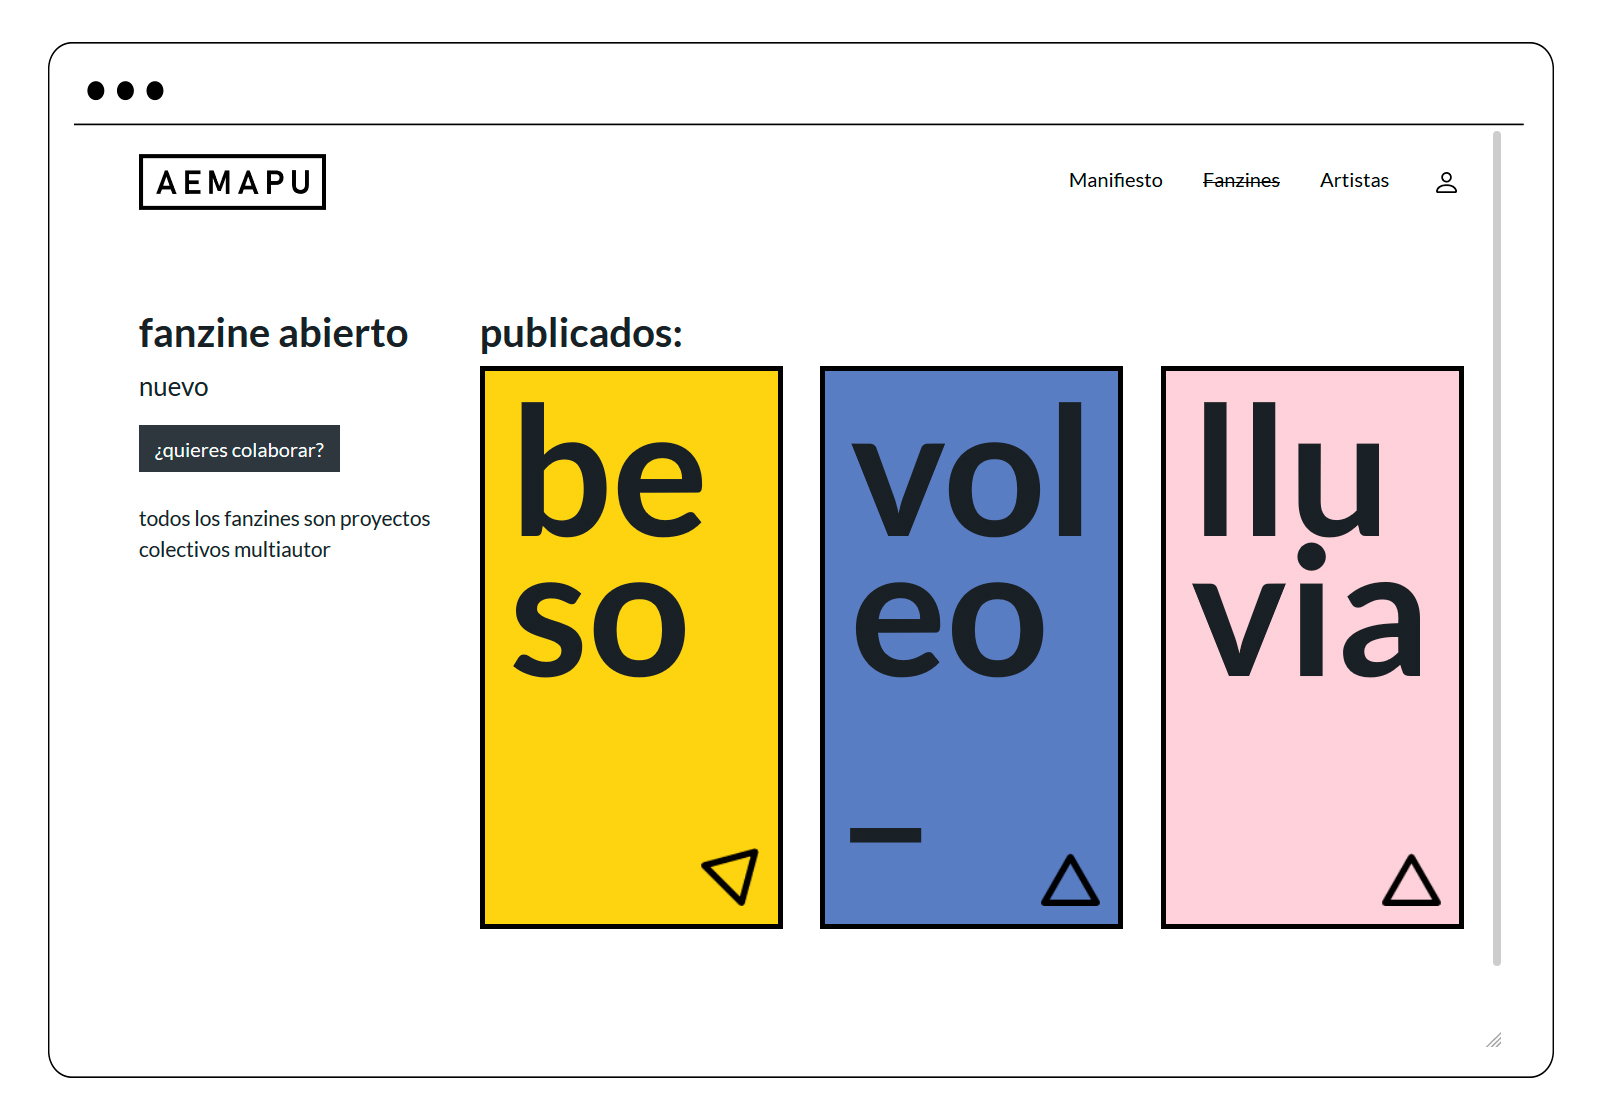 AEMAPU
Manifiesto Fanzines Artistas
fanzine abierto
nuevo
¿quieres colaborar?
todos los fanzines son proyectos
colectivos multiautor
publicados:
be
so
vol
eo
_
llu
via